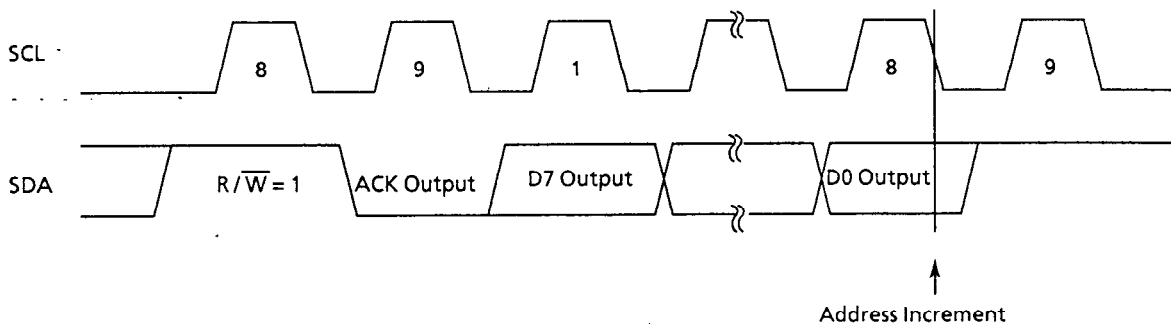 SCL
8 9 1 8 9
SDA
R/W̅ = 1 ACK Output D7 Output D0 Output
Address Increment